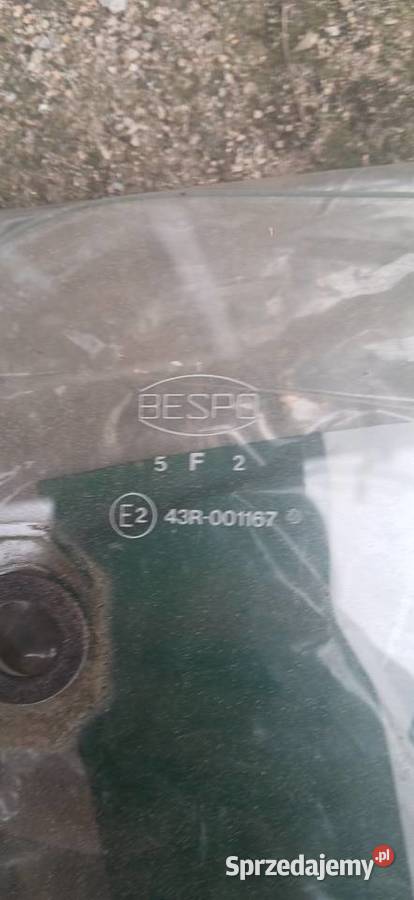 BESPO
5 F 2
E2 43R-001167
Sprzedajemy.pl